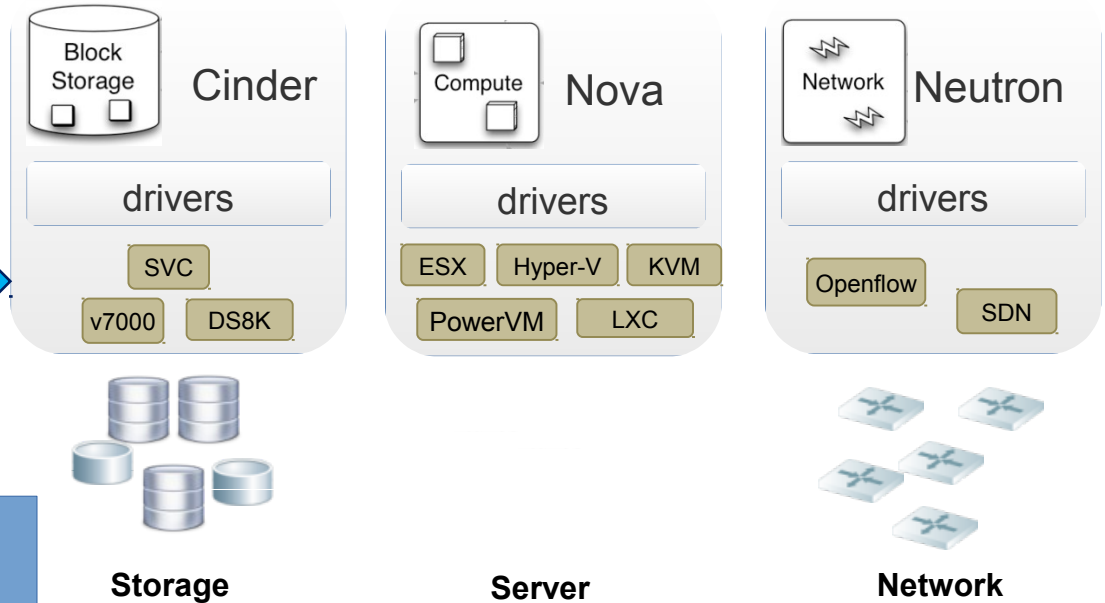 Block
Storage
Cinder
drivers
SVC
v7000
DS8K
Storage
Compute
Nova
drivers
ESX
Hyper-V
KVM
PowerVM
LXC
Server
Network
Neutron
drivers
Openflow
SDN
Network